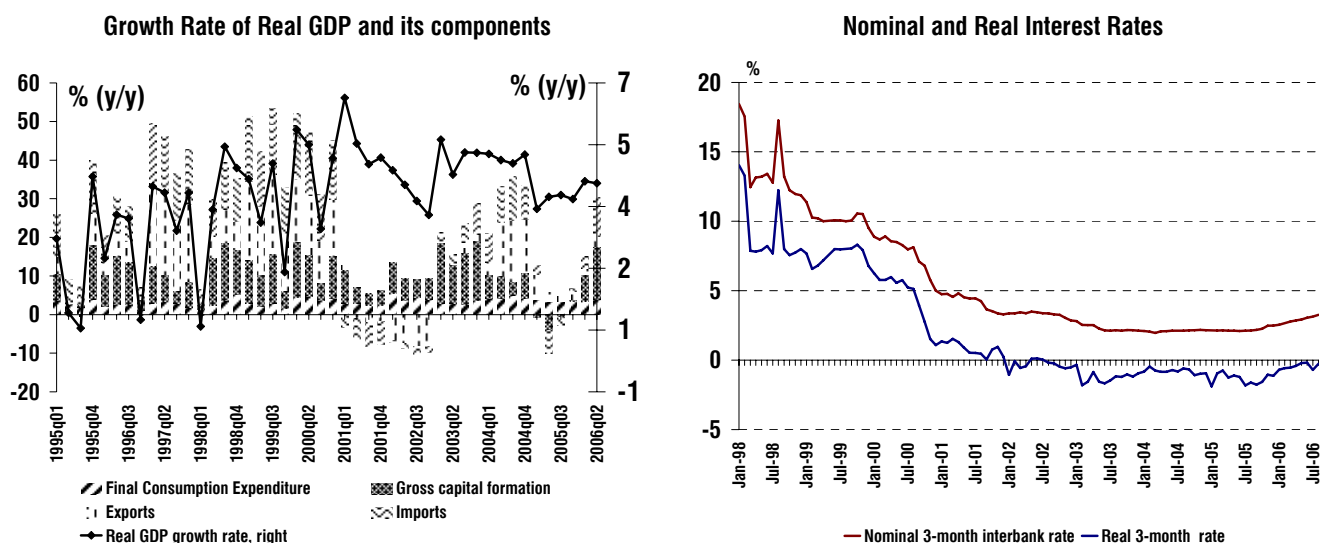 Growth Rate of Real GDP and its components
% (y/y)
% (y/y)
60
50
40
30
20
10
0
-10
-20
7
5
4
2
1
-1
1995q01
1995q04
1996q03
1997q02
1998q01
1998q04
1999q03
2000q02
2001q01
2001q04
2002q03
2003q02
2004q01
2004q04
2005q03
2006q02
Final Consumption Expenditure
Gross capital formation
Exports
Imports
Real GDP growth rate, right
Nominal and Real Interest Rates
%
20
15
10
5
0
-5
Jan-98
Jul-98
Jan-99
Jul-99
Jan-00
Jul-00
Jan-01
Jul-01
Jan-02
Jul-02
Jan-03
Jul-03
Jan-04
Jul-04
Jan-05
Jul-05
Jan-06
Jul-06
Nominal 3-month interbank rate
Real 3-month rate